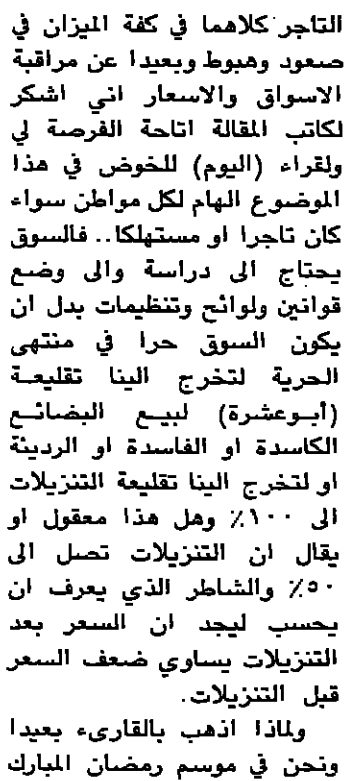 التاجر كلاهما في كفة الميزان في
صعود وهبوط وبعيدا عن مراقبة
الاسواق والاسعار اني اشكر
لكاتب المقالة اتاحة الفرصة لي
ولقراء (اليوم) للخوض في هذا
الموضوع الهام لكل مواطن سواء
كان تاجرا او مستهلكا.. فالسوق
يحتاج الى دراسة والى وضع
قوانين ولوائح وتنظيمات بدل ان
يكون السوق حرا في منتهى
الحرية لتخرج الينا تقليعة
(أبوعشرة) لبيع البضائع
الكاسدة او الفاسدة او الرديئة
او لتخرج الينا تقليعة التنزيلات
الى ١٠٠٪ وهل هذا معقول او
يقال ان التنزيلات تصل الى
٥٠٪ والشاطر الذي يعرف ان
يحسب ليجد ان السعر بعد
التنزيلات يساوي ضعف السعر
قبل التنزيلات.
ولماذا اذهب بالقارىء بعيدا
ونحن في موسم رمضان المبارك